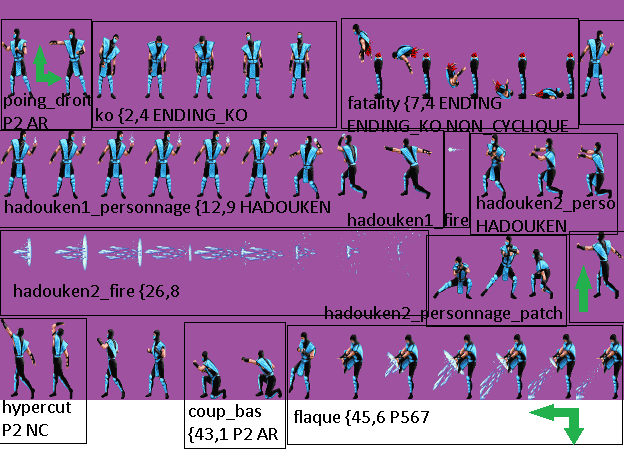 poing_droit
P2 AR
ko {2,4 ENDING_KO
fatality {7,4 ENDING
ENDING_KO NON_CYCLIQUE
hadouken1_personnage {12,9 HADOUKEN
hadouken1_fire
hadouken2_perso
HADOUKEN
hadouken2_fire {26,8
hadouken2_personnage_patch
hypercut
P2 NC
coup_bas
{43,1 P2 AR
flaque {45,6 P567